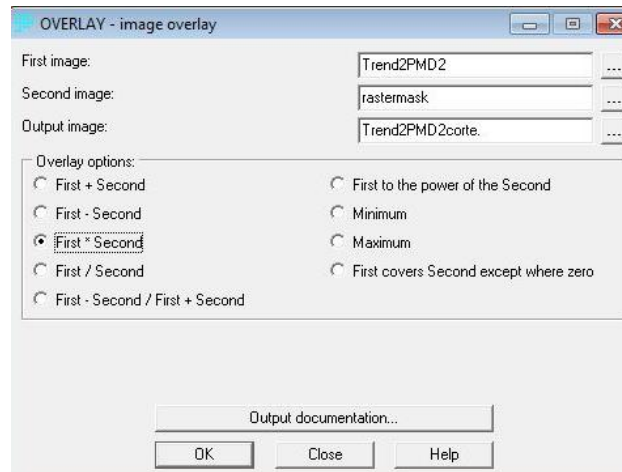 OVERLAY - image overlay
First image:
Trend2PMD2
...
Second image:
rastermask
...
Output image:
Trend2PMD2corte.
...
Overlay options:
First + Second
First to the power of the Second
First - Second
Minimum
First * Second
Maximum
First / Second
First covers Second except where zero
First - Second / First + Second
Output documentation...
OK
Close
Help